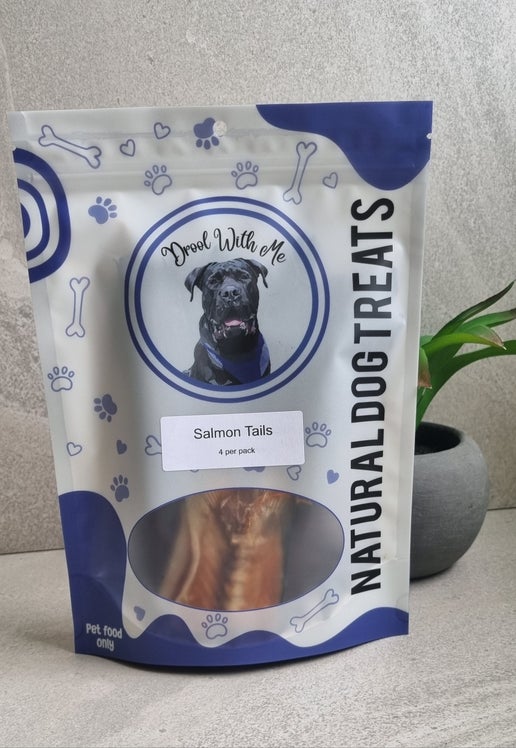 Drool With Me
NATURAL DOG TREATS
Salmon Tails
4 per pack
Pet food
only